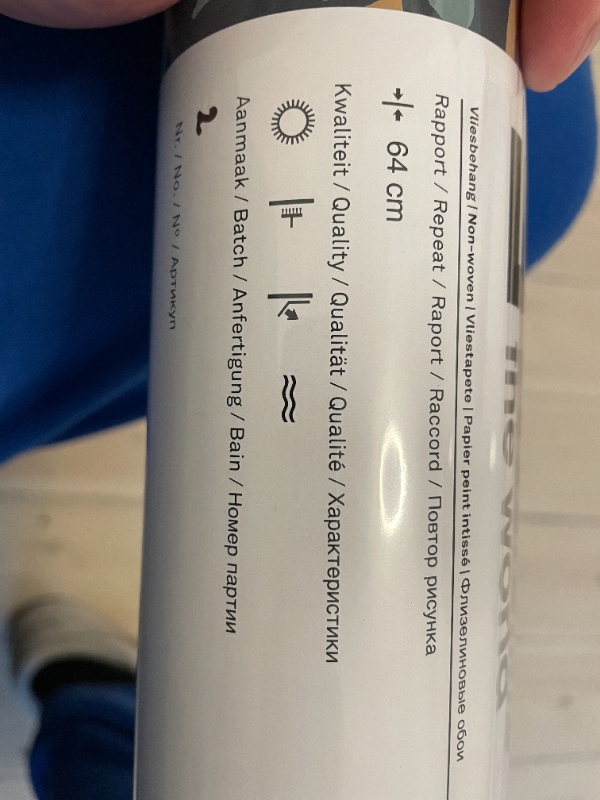 the world
Vliesbehang | Non-woven | Vliestapete | Papier peint intissé | Флизелиновые обои
Rapport / Repeat / Raport / Raccord / Повтор рисунка
64 cm
Kwaliteit / Quality / Qualität / Qualité / Характеристики
Aanmaak / Batch / Anfertigung / Bain / Номер партии
2
Nr. / No. / Nº / Артикул